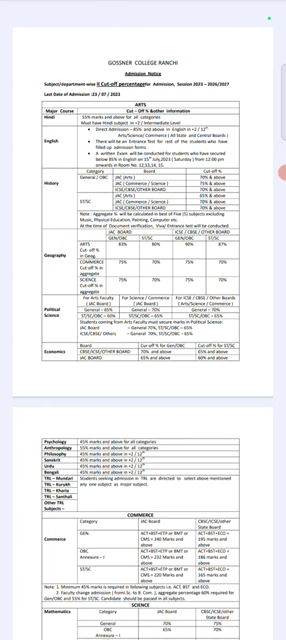 GOSSNER COLLEGE RANCHI
Admission Notice
Subject/department wise II Cut-off percentage for Admission, Session 2023 – 2026/2027
Last Date of Admission :23 / 07 / 2023
ARTS
Major Course Cut – Off % &other information
Hindi 55% marks and above for all categories
Must have Hindi subject in +2 / Intermediate Level
English
• Direct Admission – 85% and above in English in +2 / 12th
Arts/Science/ Commerce ( All State and Central Boards )
• There will be an Entrance Test for rest of the students who have filled up admission forms
• A written Exam will be conducted for students who have secured below 85% in English on 15th July,2023 ( Saturday ) from 12:00 pm onwards in Room No. 12,13,14, 15.
History
Category Board Cut-off %
General / OBC JAC (Arts ) 70% & above
JAC ( Commerce / Science ) 75% & above
ICSE/CBSE/OTHER BOARD 70% & above
ST/SC JAC (Arts ) 65% & above
JAC ( Commerce / Science ) 70% & above
ICSE/CBSE/OTHER BOARD 70% & above
Note : Aggregate % will be calculated in best of Five (5) subjects excluding Music, Physical Education, Painting, Computer etc.
At the time of Document verification, Viva/ Entrance test will be conducted.
Geography
JAC BOARD ICSE / CBSE / OTHER BOARD
GEN/OBC ST/SC GEN/OBC ST/SC
ARTS Cut- off % in Geog. 83% 80% 90% 87%
COMMERCE Cut off % in aggregate 75% 70% 75% 70%
SCIENCE Cut-off % in aggregate 75% 70% 75% 70%
Political Science
For Arts Faculty ( JAC Board ) For Science / Commerce ( JAC Board ) For ICSE / CBSE / Other Boards (Arts/Science / Commerce )
General – 65% General – 70% General – 70%
ST/SC/OBC – 60% ST/SC/OBC – 65% ST/SC/OBC – 65%
Students coming from Arts Faculty must secure marks in Political Science:
JAC Board – General 70%, ST/SC/OBC – 65%
ICSE/CBSE/ Others – General 70%, ST/SC/OBC – 65%
Economics
Board Cut off % for Gen/OBC Cut-off % for ST/SC
CBSE/ICSE/OTHER BOARD 70% and above 65% and above
JAC BOARD 65% and above 60% and above
Psychology 45% marks and above for all categories
Anthropology 55% marks and above for all categories
Philosophy 45% marks and above in +2 / 12th
Sanskrit 45% marks and above in +2 / 12th
Urdu 45% marks and above in +2 / 12th
Bengali 45% marks and above in +2 / 12th
TRL – Mundari Students seeking admission in TRL are directed to select above mentioned
TRL – Kurukh any one subject as major subject.
TRL – Kharia
TRL – Santhali
Other TRL Subjects –
COMMERCE
Commerce
Category JAC Board CBSE/ICSE/other State Board
GEN. ACT+BST+ETP or BMT or CMS = 240 Marks and above ACT+BST+ECO = 195 marks and above
OBC Annexure – I ACT+BST+ETP or BMT or CMS = 232 Marks and above ACT+BST+ECO = 186 marks and above
ST/SC ACT+BST+ETP or BMT or CMS = 220 Marks and above ACT+BST+ECO = 165 marks and above
Note: 1. Minimum 45% marks is required in following subjects i.e. ACT, BST and ECO.
2. Faculty change admission ( from I.Sc. to B. Com. ), aggregate percentage 60% required for Gen/OBC and 55% for ST/SC. Candidate should be passed in all subjects.
SCIENCE
Mathematics
Category JAC Board CBSC/ICSE/other State Board
General 70% 75%
OBC Annexure – I 65% 70%